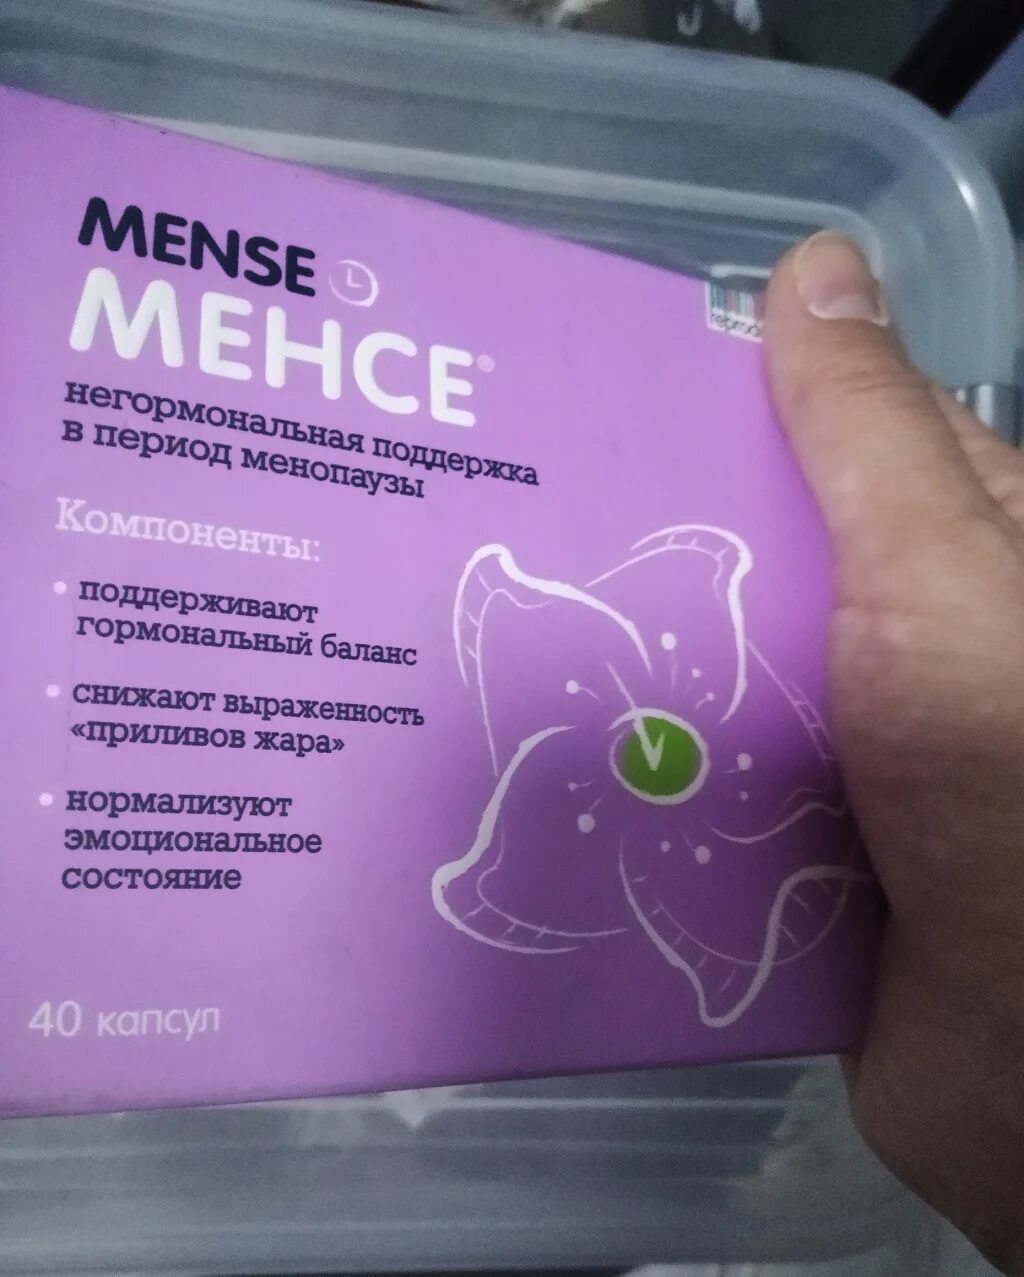 MENSE
МЕНСЕ®
негормональная поддержка
в период менопаузы
Компоненты:
• поддерживают
гормональный баланс
• снижают выраженность
«приливов жара»
• нормализуют
эмоциональное
состояние
40 капсул